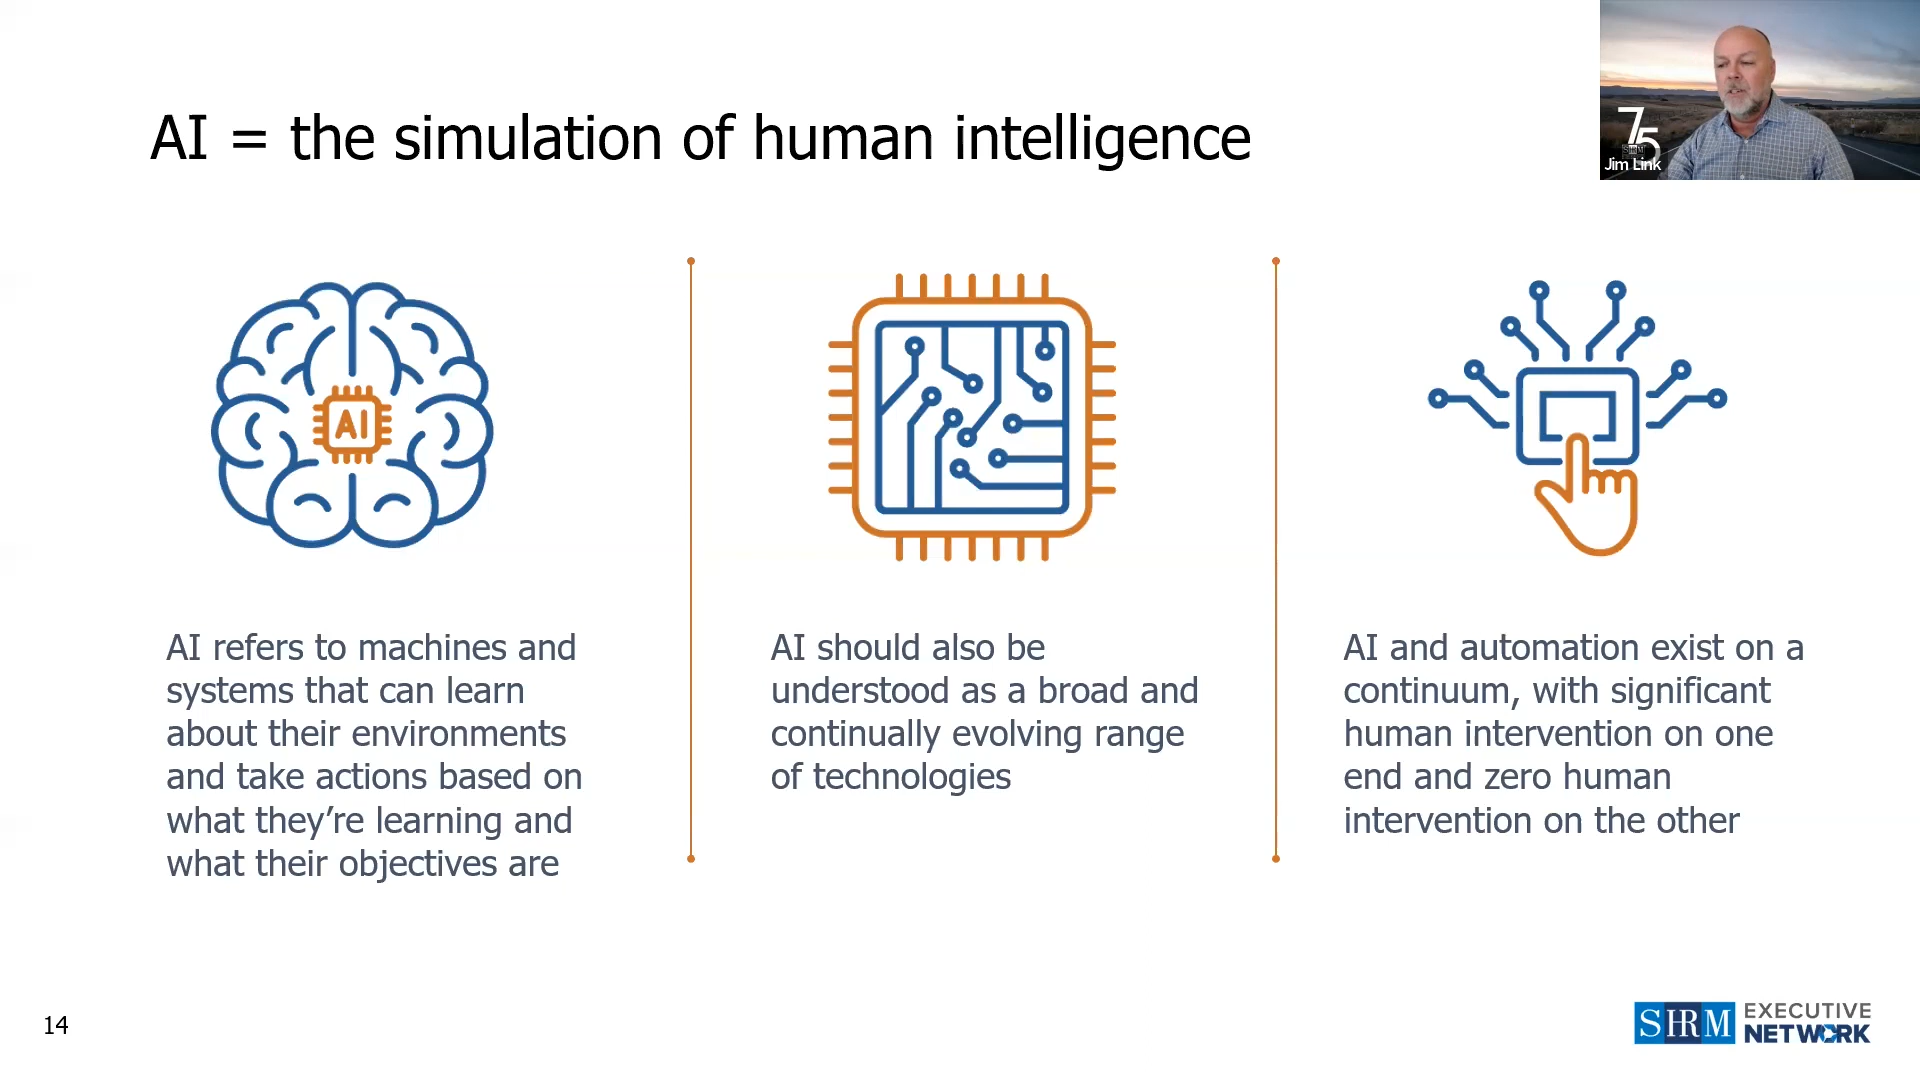 AI = the simulation of human intelligence
75
SHRM
Jim Link
AI
AI refers to machines and
systems that can learn
about their environments
and take actions based on
what they’re learning and
what their objectives are
AI should also be
understood as a broad and
continually evolving range
of technologies
AI and automation exist on a
continuum, with significant
human intervention on one
end and zero human
intervention on the other
14
SHRM
EXECUTIVE
NETWORK